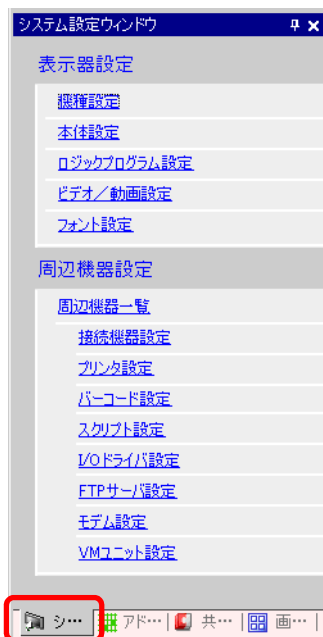 システム設定ウィンドウ
表示器設定
機種設定
本体設定
ロジックプログラム設定
ビデオ／動画設定
フォント設定
周辺機器設定
周辺機器一覧
接続機器設定
プリンタ設定
バーコード設定
スクリプト設定
I/Oドライバ設定
FTPサーバ設定
モデム設定
VMユニット設定
シ… アド… 共… 画…